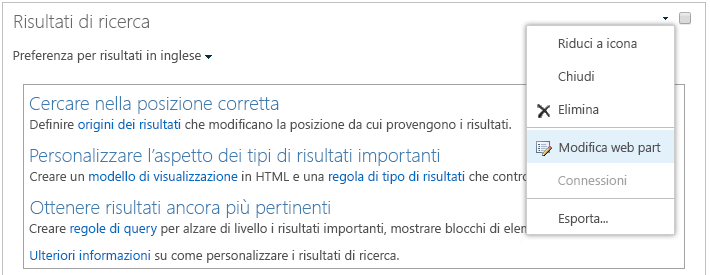 Risultati di ricerca
Preferenza per risultati in inglese
Riduci a icona
Chiudi
Elimina
Modifica web part
Connessioni
Esporta...
Cercare nella posizione corretta
Definire origini dei risultati che modificano la posizione da cui provengono i risultati.
Personalizzare l'aspetto dei tipi di risultati importanti
Creare un modello di visualizzazione in HTML e una regola di tipo di risultati che
Ottenere risultati ancora più pertinenti
Creare regole di query per alzare di livello i risultati importanti, mostrare blocchi di
Ulteriori informazioni su come personalizzare i risultati di ricerca.